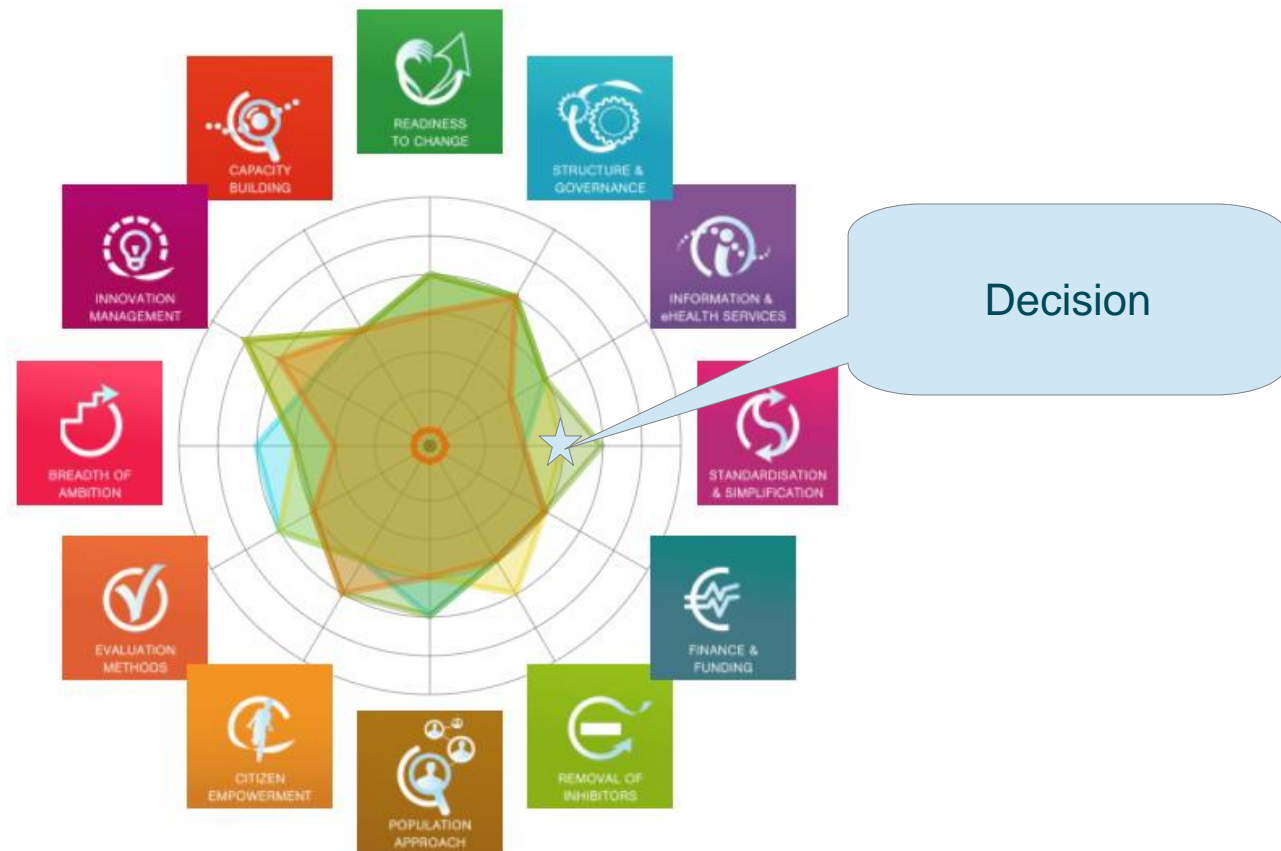 READINESS
TO CHANGE
STRUCTURE &
GOVERNANCE
INFORMATION &
eHEALTH SERVICES
Decision
STANDARDISATION
& SIMPLIFICATION
FINANCE &
FUNDING
REMOVAL OF
INHIBITORS
POPULATION
APPROACH
CITIZEN
EMPOWERMENT
EVALUATION
METHODS
BREADTH OF
AMBITION
INNOVATION
MANAGEMENT
CAPACITY
BUILDING